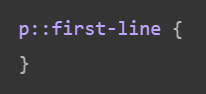 p::first-line {
}